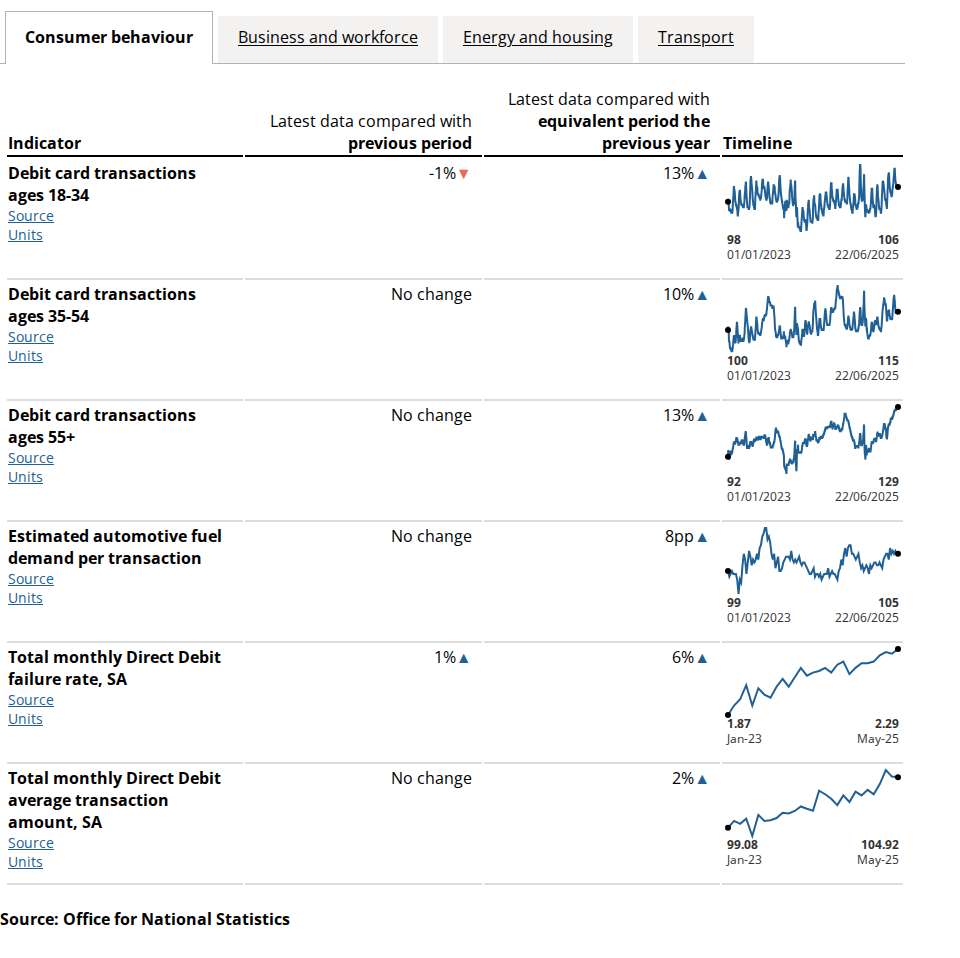 Consumer behaviour
Business and workforce
Energy and housing
Transport
Indicator
Latest data compared with
previous period
Latest data compared with
equivalent period the
previous year
Timeline
Debit card transactions
ages 18-34
Source
Units
-1%▼
13%▲
98
106
01/01/2023
22/06/2025
Debit card transactions
ages 35-54
Source
Units
No change
10%▲
100
115
01/01/2023
22/06/2025
Debit card transactions
ages 55+
Source
Units
No change
13%▲
92
129
01/01/2023
22/06/2025
Estimated automotive fuel
demand per transaction
Source
Units
No change
8pp▲
99
105
01/01/2023
22/06/2025
Total monthly Direct Debit
failure rate, SA
Source
Units
1%▲
6%▲
1.87
2.29
Jan-23
May-25
Total monthly Direct Debit
average transaction
amount, SA
Source
Units
No change
2%▲
99.08
104.92
Jan-23
May-25
Source: Office for National Statistics